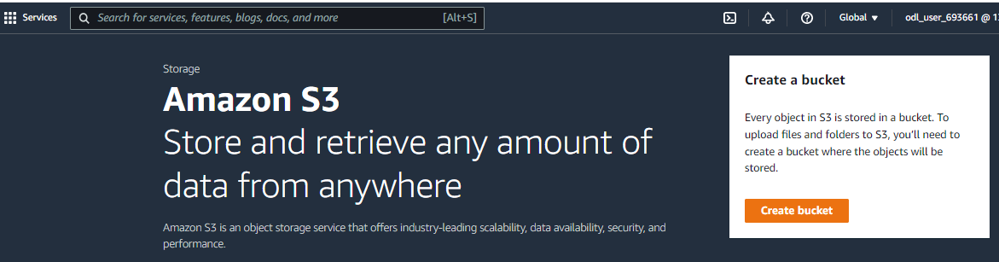 Services
Search for services, features, blogs, docs, and more
[Alt+S]
Global
odl_user_693661 @
Storage
Amazon S3
Store and retrieve any amount of
data from anywhere
Amazon S3 is an object storage service that offers industry-leading scalability, data availability, security, and
performance.
Create a bucket
Every object in S3 is stored in a bucket. To
upload files and folders to S3, you'll need to
create a bucket where the objects will be
stored.
Create bucket